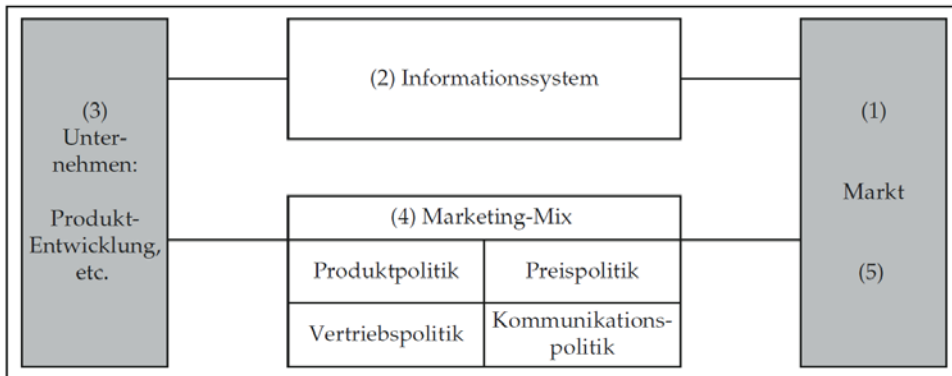 (3)
Unter-
nehmen:
Produkt-
Entwicklung,
etc.
(2) Informationssystem
(4) Marketing-Mix
Produktpolitik
Preispolitik
Vertriebspolitik
Kommunikations-
politik
(1)
Markt
(5)